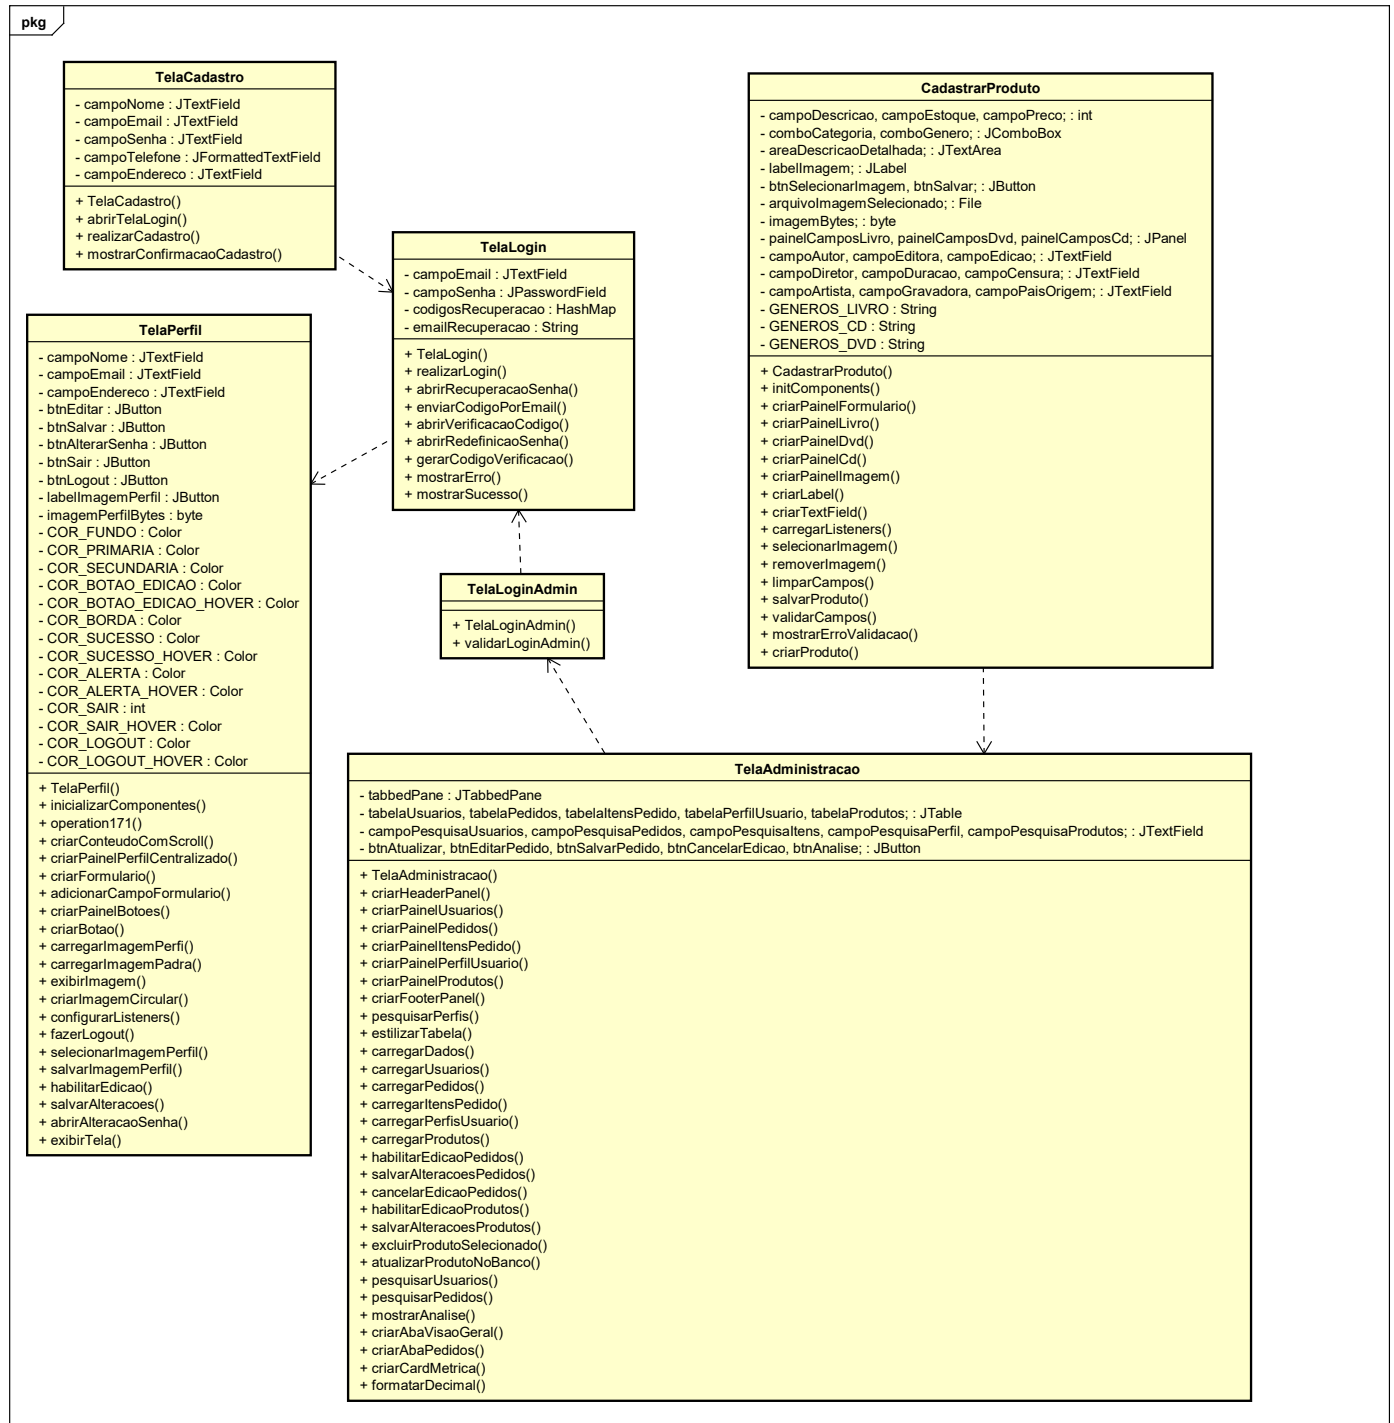 pkg
TelaCadastro
- campoNome : JTextField
- campoEmail : JTextField
- campoSenha : JTextField
- campoTelefone : JFormattedTextField
- campoEndereco : JTextField
+ TelaCadastro()
+ abrirTelaLogin()
+ realizarCadastro()
+ mostrarConfirmacaoCadastro()
CadastrarProduto
- campoDescricao, campoEstoque, campoPreco; : int
- comboCategoria, comboGenero; : JComboBox
- areaDescricaoDetalhada; : JTextArea
- labelImagem; : JLabel
- btnSelecionarImagem, btnSalvar; : JButton
- arquivoImagemSelecionado; : File
- imagemBytes; : byte
- painelCamposLivro, painelCamposDvd, painelCamposCd; : JPanel
- campoAutor, campoEditora, campoEdicao; : JTextField
- campoDiretor, campoDuracao, campoCensura; : JTextField
- campoArtista, campoGravadora, campoPaisOrigem; : JTextField
- GENEROS_LIVRO : String
- GENEROS_CD : String
- GENEROS_DVD : String
+ CadastrarProduto()
+ initComponents()
+ criarPainelFormulario()
+ criarPainelLivro()
+ criarPainelDvd()
+ criarPainelCd()
+ criarPainelImagem()
+ criarLabel()
+ criarTextField()
+ carregarListeners()
+ selecionarImagem()
+ removerImagem()
+ limparCampos()
+ salvarProduto()
+ validarCampos()
+ mostrarErroValidacao()
+ criarProduto()
TelaLogin
- campoEmail : JTextField
- campoSenha : JPasswordField
- codigosRecuperacao : HashMap
- emailRecuperacao : String
+ TelaLogin()
+ realizarLogin()
+ abrirRecuperacaoSenha()
+ enviarCodigoPorEmail()
+ abrirVerificacaoCodigo()
+ abrirRedefinicaoSenha()
+ gerarCodigoVerificacao()
+ mostrarErro()
+ mostrarSucesso()
TelaPerfil
- campoNome : JTextField
- campoEmail : JTextField
- campoEndereco : JTextField
- btnEditar : JButton
- btnSalvar : JButton
- btnAlterarSenha : JButton
- btnSair : JButton
- btnLogout : JButton
- labelImagemPerfil : JButton
- imagemPerfilBytes : byte
- COR_FUNDO : Color
- COR_PRIMARIA : Color
- COR_SECUNDARIA : Color
- COR_BOTAO_EDICAO : Color
- COR_BOTAO_EDICAO_HOVER : Color
- COR_BORDA : Color
- COR_SUCESSO : Color
- COR_SUCESSO_HOVER : Color
- COR_ALERTA : Color
- COR_ALERTA_HOVER : Color
- COR_SAIR : int
- COR_SAIR_HOVER : Color
- COR_LOGOUT : Color
- COR_LOGOUT_HOVER : Color
+ TelaPerfil()
+ inicializarComponentes()
+ operation171()
+ criarConteudoComScroll()
+ criarPainelPerfilCentralizado()
+ criarFormulario()
+ adicionarCampoFormulario()
+ criarPainelBotoes()
+ criarBotao()
+ carregarImagemPerfi()
+ carregarImagemPadra()
+ exibirImagem()
+ criarImagemCircular()
+ configurarListeners()
+ fazerLogout()
+ selecionarImagemPerfil()
+ salvarImagemPerfil()
+ habilitarEdicao()
+ salvarAlteracoes()
+ abrirAlteracaoSenha()
+ exibirTela()
TelaLoginAdmin
+ TelaLoginAdmin()
+ validarLoginAdmin()
TelaAdministracao
- tabbedPane : JTabbedPane
- tabelaUsuarios, tabelaPedidos, tabelaItensPedido, tabelaPerfilUsuario, tabelaProdutos; : JTable
- campoPesquisaUsuarios, campoPesquisaPedidos, campoPesquisaItens, campoPesquisaPerfil, campoPesquisaProdutos; : JTextField
- btnAtualizar, btnEditarPedido, btnSalvarPedido, btnCancelarEdicao, btnAnalise; : JButton
+ TelaAdministracao()
+ criarHeaderPanel()
+ criarPainelUsuarios()
+ criarPainelPedidos()
+ criarPainelItensPedido()
+ criarPainelPerfilUsuario()
+ criarPainelProdutos()
+ criarFooterPanel()
+ pesquisarPerfis()
+ estilizarTabela()
+ carregarDados()
+ carregarUsuarios()
+ carregarPedidos()
+ carregarItensPedido()
+ carregarPerfisUsuario()
+ carregarProdutos()
+ habilitarEdicaoPedidos()
+ salvarAlteracoesPedidos()
+ cancelarEdicaoPedidos()
+ habilitarEdicaoProdutos()
+ salvarAlteracoesProdutos()
+ excluirProdutoSelecionado()
+ atualizarProdutoNoBanco()
+ pesquisarUsuarios()
+ pesquisarPedidos()
+ mostrarAnalise()
+ criarAbaVisaoGeral()
+ criarAbaPedidos()
+ criarCardMetrica()
+ formatarDecimal()